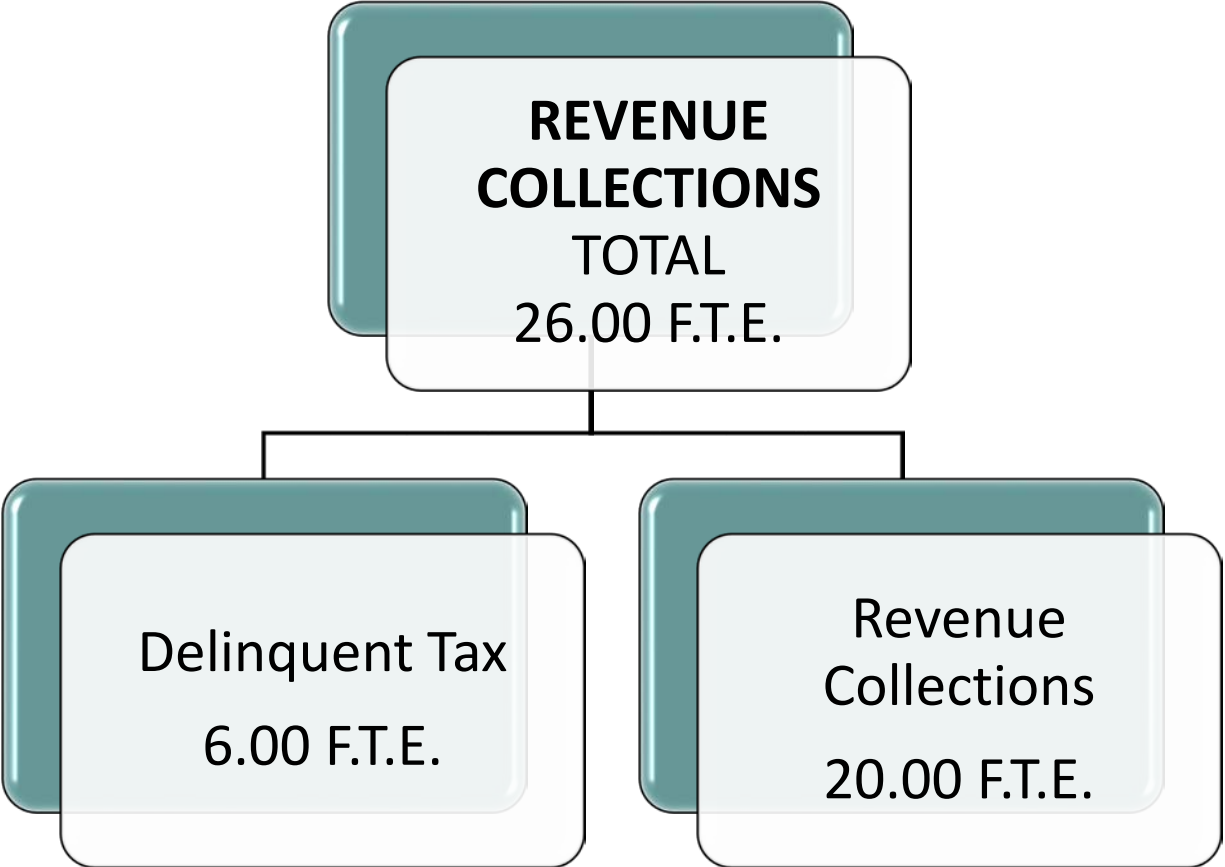 REVENUE
COLLECTIONS
TOTAL
26.00 F.T.E.
Delinquent Tax
6.00 F.T.E.
Revenue
Collections
20.00 F.T.E.